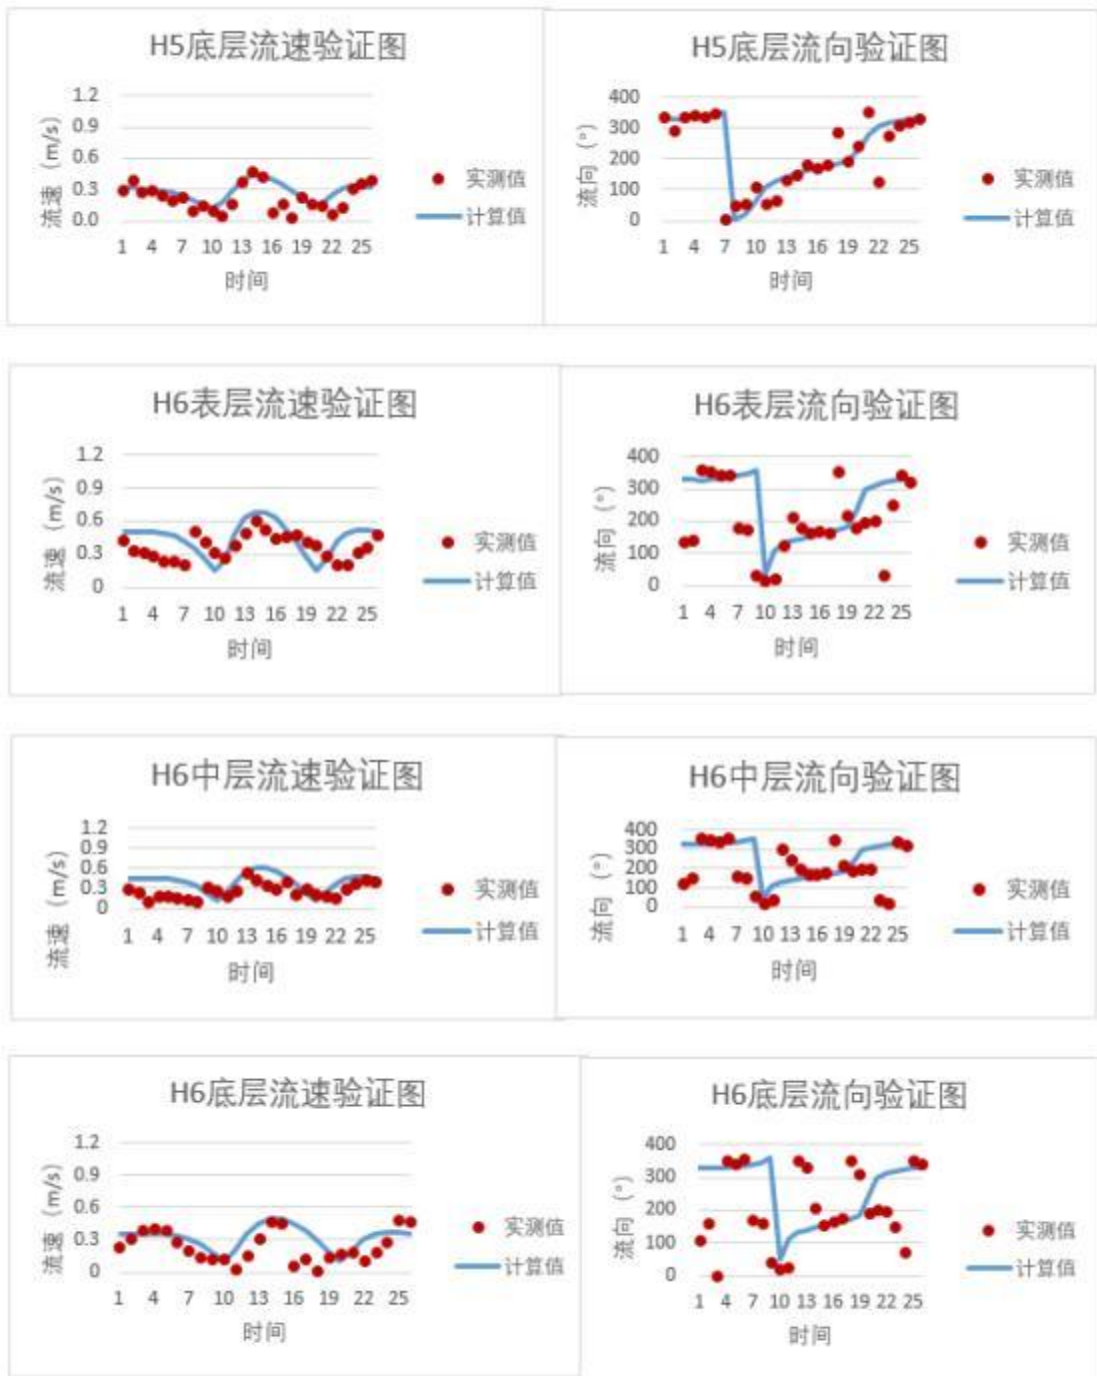 H5底层流速验证图
1.2
0.9
0.6
0.3
0.0
流速（m/s）
1 4 7 10 13 16 19 22 25
时间
实测值
计算值
H5底层流向验证图
400
300
200
100
0
流向（°）
1 4 7 10 13 16 19 22 25
时间
实测值
计算值
H6表层流速验证图
1.2
0.9
0.6
0.3
0
流速（m/s）
1 4 7 10 13 16 19 22 25
时间
实测值
计算值
H6表层流向验证图
400
300
200
100
0
流向（°）
1 4 7 10 13 16 19 22 25
时间
实测值
计算值
H6中层流速验证图
1.2
0.9
0.6
0.3
0
流速（m/s）
1 4 7 10 13 16 19 22 25
时间
实测值
计算值
H6中层流向验证图
400
300
200
100
0
流向（°）
1 4 7 10 13 16 19 22 25
时间
实测值
计算值
H6底层流速验证图
1.2
0.9
0.6
0.3
0
流速（m/s）
1 4 7 10 13 16 19 22 25
时间
实测值
计算值
H6底层流向验证图
400
300
200
100
0
流向（°）
1 4 7 10 13 16 19 22 25
时间
实测值
计算值